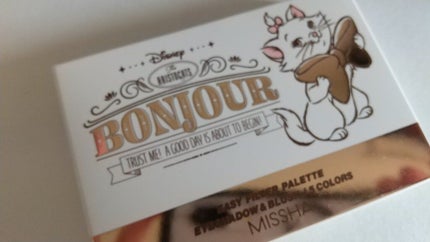 Disney
THE
ARISTOCATS
BONJOUR
TRUST ME! A GOOD DAY IS ABOUT TO BEGIN!
EASY FILTER PALETTE
EYESHADOW & BLUSH 5 COLORS
MISSHA